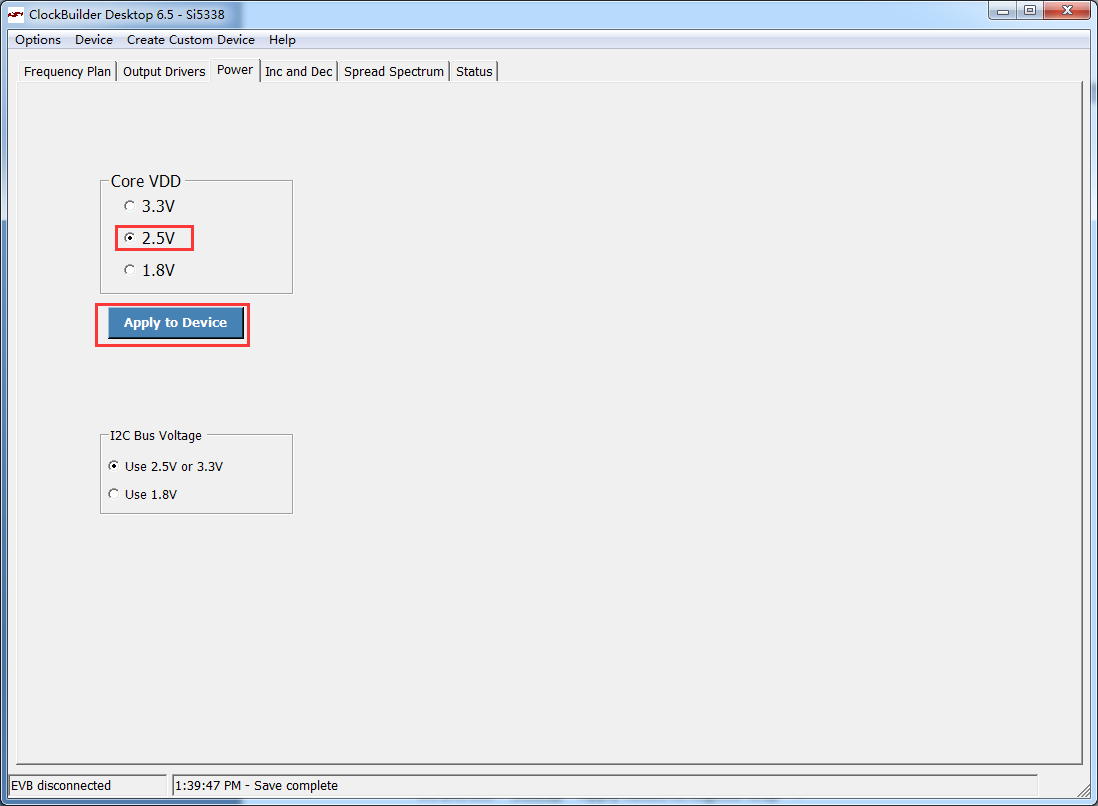 ClockBuilder Desktop 6.5 - Si5338
Options Device Create Custom Device Help
Frequency Plan Output Drivers Power Inc and Dec Spread Spectrum Status
Core VDD
3.3V
2.5V
1.8V
Apply to Device
I2C Bus Voltage
Use 2.5V or 3.3V
Use 1.8V
EVB disconnected 1:39:47 PM - Save complete